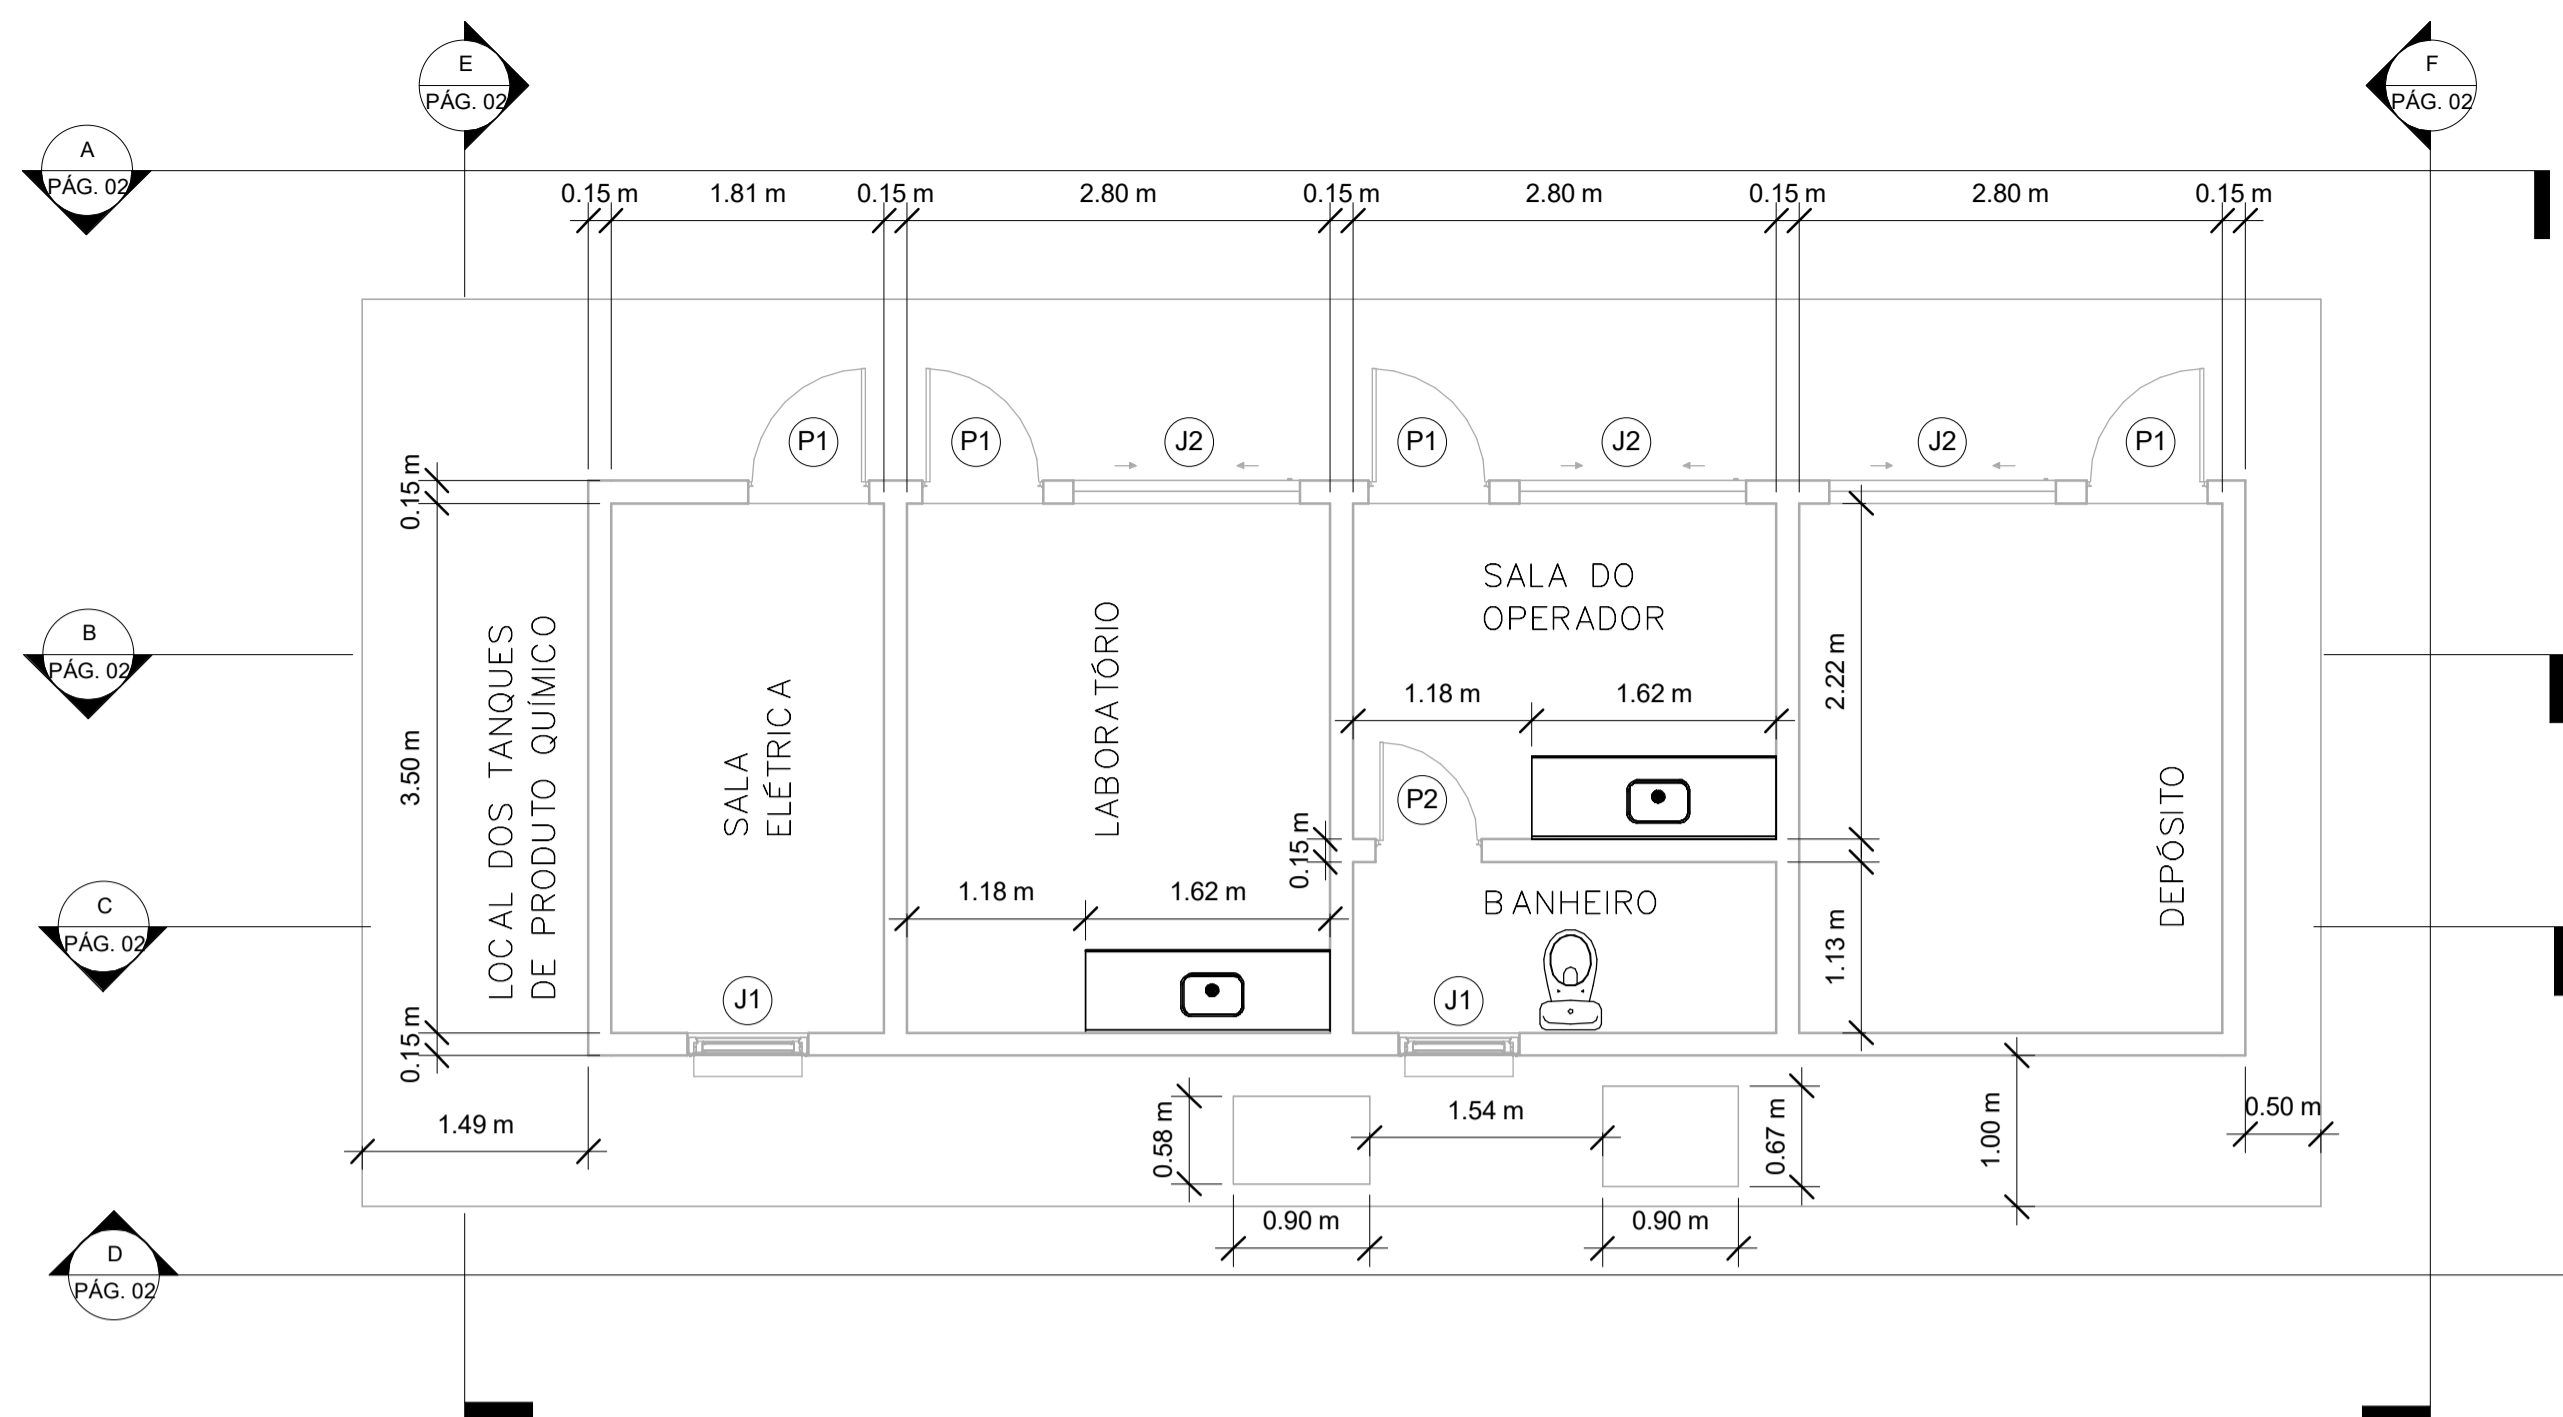 E
PÁG. 02
F
PÁG. 02
A
PÁG. 02
0.15 m
1.81 m
0.15 m
2.80 m
0.15 m
2.80 m
0.15 m
2.80 m
0.15 m
P1
P1
J2
P1
J2
J2
P1
0.15 m
SALA DO
OPERADOR
B
PÁG. 02
LOCAL DOS TANQUES
DE PRODUTO QUÍMICO
SALA
ELÉTRICA
LABORATÓRIO
2.22 m
1.18 m
1.62 m
3.50 m
P2
0.15 m
DEPÓSITO
1.18 m
1.62 m
BANHEIRO
C
PÁG. 02
1.13 m
J1
J1
0.15 m
1.49 m
0.58 m
1.54 m
0.67 m
1.00 m
0.50 m
0.90 m
0.90 m
D
PÁG. 02